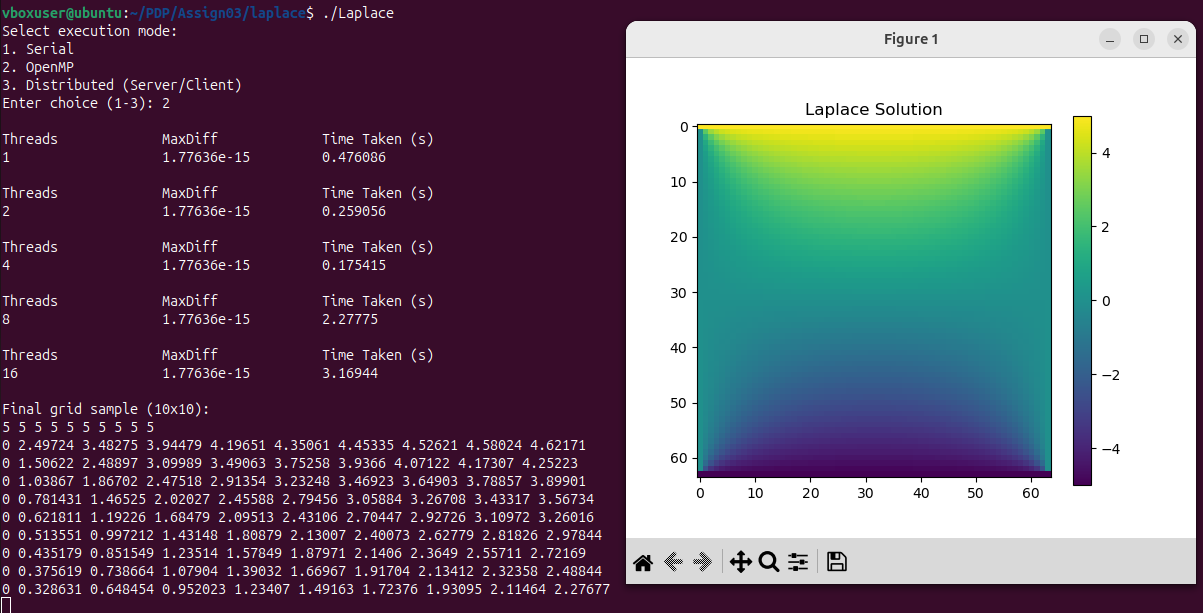 vboxuser@ubuntu:~/PDP/Assign03/laplace$ ./Laplace
Select execution mode:
1. Serial
2. OpenMP
3. Distributed (Server/Client)
Enter choice (1-3): 2
Threads MaxDiff Time Taken (s)
1 1.77636e-15 0.476086
Threads MaxDiff Time Taken (s)
2 1.77636e-15 0.259056
Threads MaxDiff Time Taken (s)
4 1.77636e-15 0.175415
Threads MaxDiff Time Taken (s)
8 1.77636e-15 2.27775
Threads MaxDiff Time Taken (s)
16 1.77636e-15 3.16944
Final grid sample (10x10):
5 5 5 5 5 5 5 5 5 5
0 2.49724 3.48275 3.94479 4.19651 4.35061 4.45335 4.52621 4.58024 4.62171
0 1.50622 2.48897 3.09989 3.49063 3.75258 3.9366 4.07122 4.17307 4.25223
0 1.03867 1.86702 2.47518 2.91354 3.23248 3.46923 3.64903 3.78857 3.89901
0 0.781431 1.46525 2.02027 2.45588 2.79456 3.05884 3.26708 3.43317 3.56734
0 0.621811 1.19226 1.68479 2.09513 2.43106 2.70447 2.92726 3.10972 3.26016
0 0.513551 0.997212 1.43148 1.80879 2.13007 2.40073 2.62779 2.81826 2.97844
0 0.435179 0.851549 1.23514 1.57849 1.87971 2.1406 2.3649 2.55711 2.72169
0 0.375619 0.738664 1.07904 1.39032 1.66967 1.91704 2.13412 2.32358 2.48844
0 0.328631 0.648454 0.952023 1.23407 1.49163 1.72376 1.93095 2.11464 2.27677
Figure 1
Laplace Solution
0
10
20
30
40
50
60
0 10 20 30 40 50 60
4
2
0
−2
−4